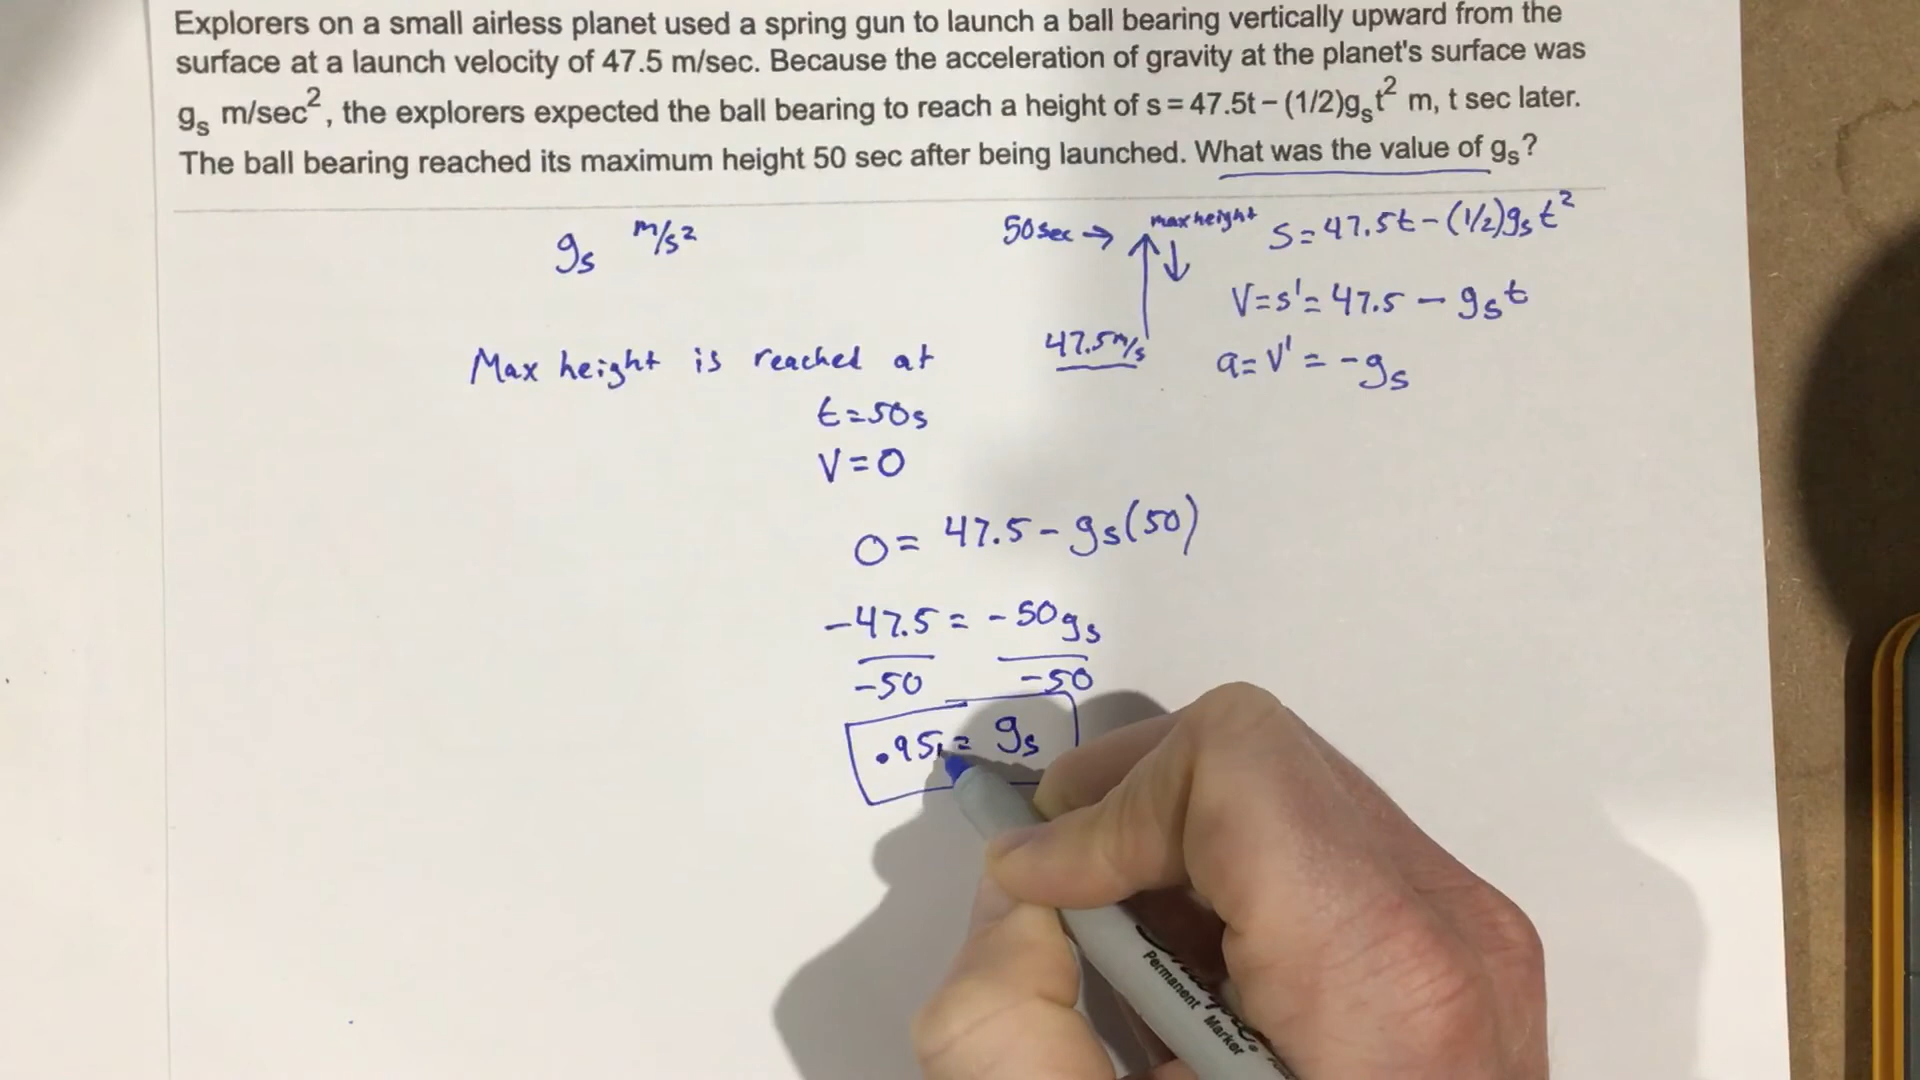 Explorers on a small airless planet used a spring gun to launch a ball bearing vertically upward from the
surface at a launch velocity of 47.5 m/sec. Because the acceleration of gravity at the planet's surface was
gₛ m/sec², the explorers expected the ball bearing to reach a height of s = 47.5t − (1/2)gₛt² m, t sec later.
The ball bearing reached its maximum height 50 sec after being launched. What was the value of gₛ?
gₛ m/s²
50 sec → max height
47.5 m/s
S = 47.5t − (1/2)gₛt²
V = s' = 47.5 − gₛt
a = V' = −gₛ
Max height is reached at
t = 50s
V = 0
0 = 47.5 − gₛ(50)
−47.5 = −50gₛ
−50 −50
.95 = gₛ
Permanent Marker